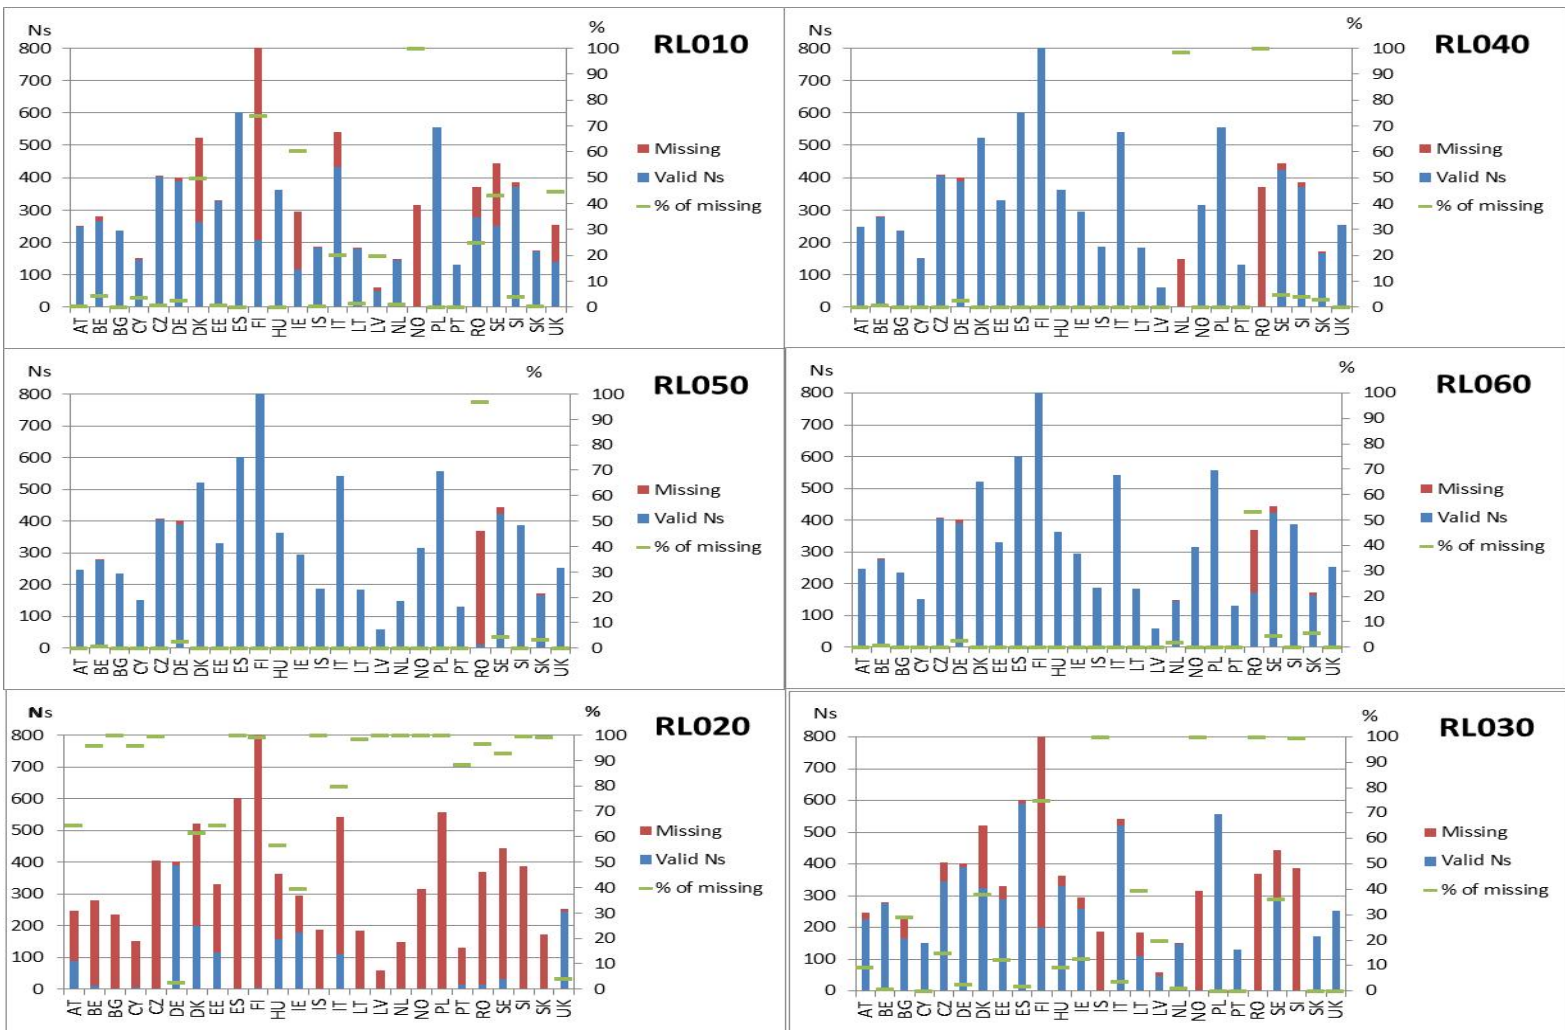 Ns % RL010
800 100
700 90
600 80
500 70
400 60
300 50
200 40
100 30
0 20
10
0
Missing
Valid Ns
% of missing
AT BE BG CY CZ DE DK EE ES FI HU IE IS IT LT LV NL NO PL PT RO SE SI SK UK
% RL040
800 100
700 90
600 80
500 70
400 60
300 50
200 40
100 30
0 20
10
0
Missing
Valid Ns
% of missing
AT BE BG CY CZ DE DK EE ES FI HU IE IS IT LT LV NL NO PL PT RO SE SI SK UK
Ns % RL050
800 100
700 90
600 80
500 70
400 60
300 50
200 40
100 30
0 20
10
0
Missing
Valid Ns
% of missing
AT BE BG CY CZ DE DK EE ES FI HU IE IS IT LT LV NL NO PL PT RO SE SI SK UK
Ns % RL060
800 100
700 90
600 80
500 70
400 60
300 50
200 40
100 30
0 20
10
0
Missing
Valid Ns
% of missing
AT BE BG CY CZ DE DK EE ES FI HU IE IS IT LT LV NL NO PL PT RO SE SI SK UK
Ns % RL020
800 100
700 90
600 80
500 70
400 60
300 50
200 40
100 30
0 20
10
0
Missing
Valid Ns
% of missing
AT BE BG CY CZ DE DK EE ES FI HU IE IS IT LT LV NL NO PL PT RO SE SI SK UK
Ns % RL030
800 100
700 90
600 80
500 70
400 60
300 50
200 40
100 30
0 20
10
0
Missing
Valid Ns
% of missing
AT BE BG CY CZ DE DK EE ES FI HU IE IS IT LT LV NL NO PL PT RO SE SI SK UK